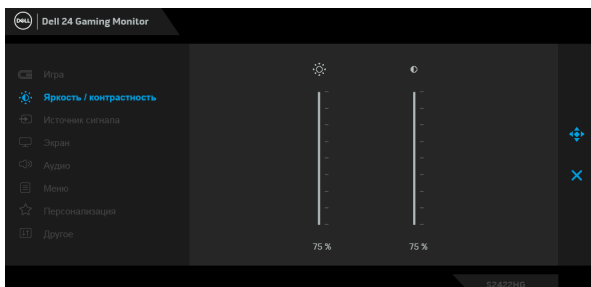 DELL
Dell 24 Gaming Monitor
Игра
Яркость / контрастность
Источник сигнала
Экран
Аудио
Меню
Персонализация
Другое
75 %
75 %
S2422HG